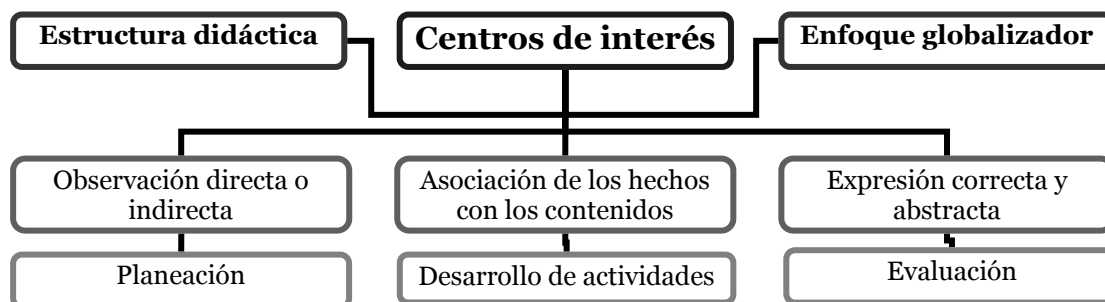 Estructura didáctica
Centros de interés
Enfoque globalizador
Observación directa o
indirecta
Asociación de los hechos
con los contenidos
Expresión correcta y
abstracta
Planeación
Desarrollo de actividades
Evaluación